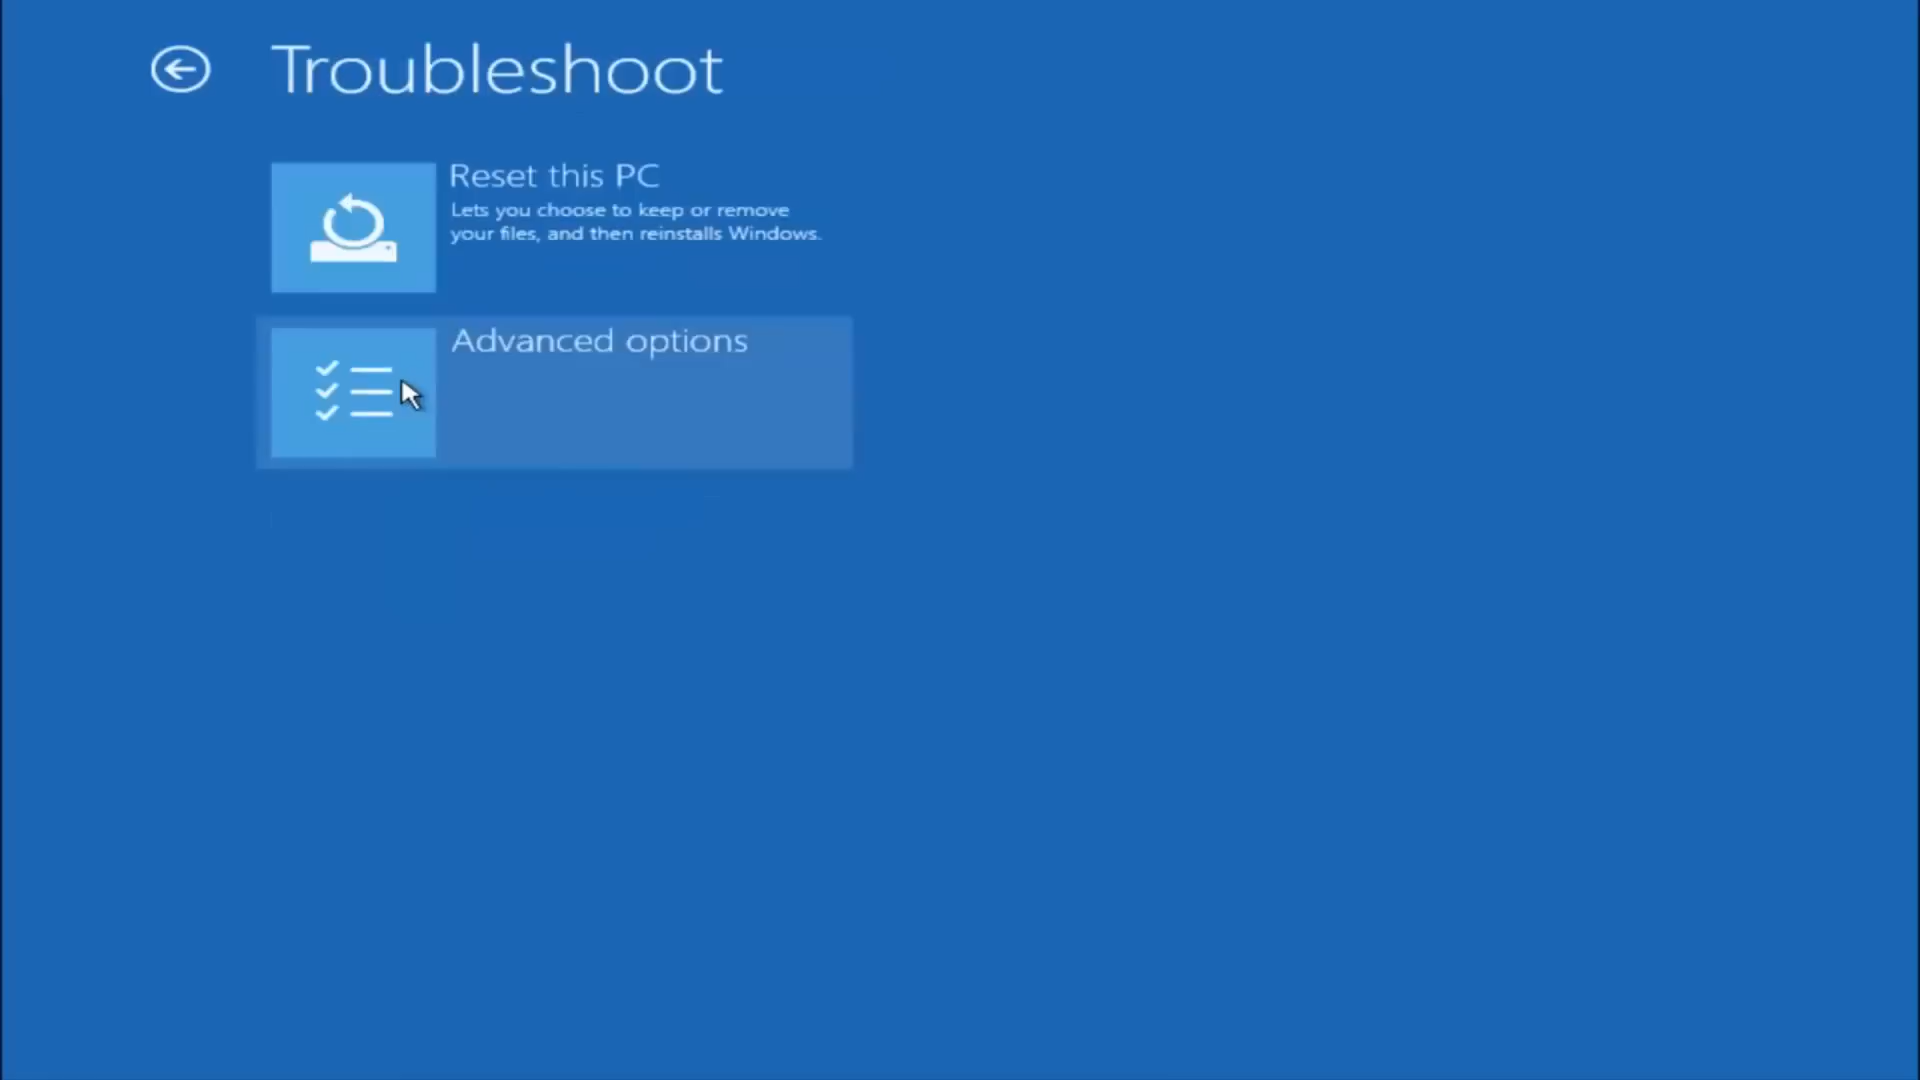 Troubleshoot
Reset this PC
Lets you choose to keep or remove
your files, and then reinstalls Windows.
Advanced options